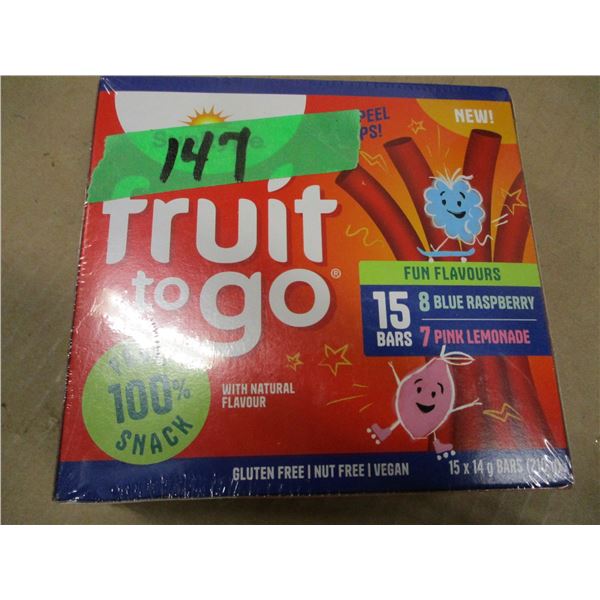 PEEL
NEW!
147
fruit
to go®
FUN FLAVOURS
15 BARS
8 BLUE RASPBERRY
7 PINK LEMONADE
100%
SNACK
WITH NATURAL
FLAVOUR
GLUTEN FREE | NUT FREE | VEGAN
15 x 14 g BARS